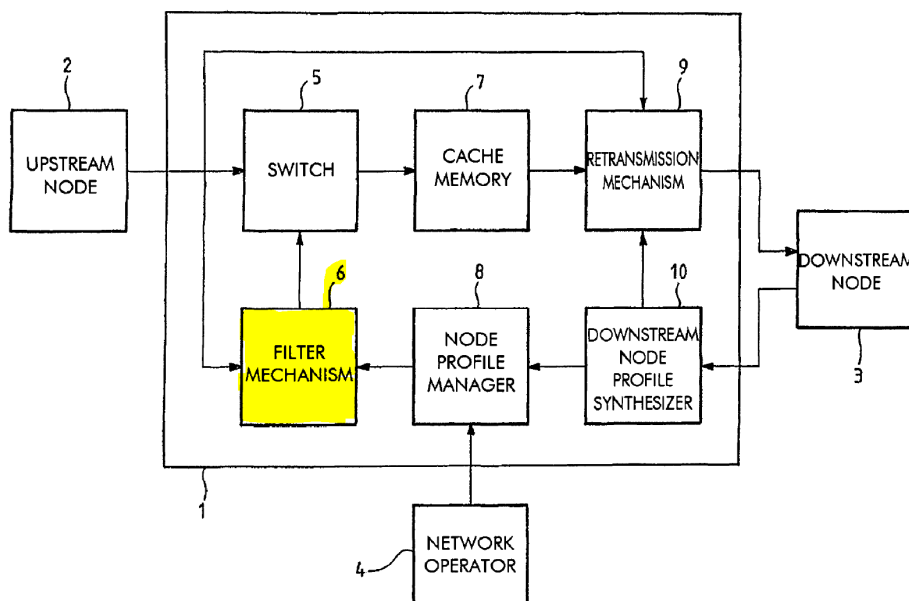 2
5
7
9
UPSTREAM
NODE
SWITCH
CACHE
MEMORY
RETRANSMISSION
MECHANISM
6
8
10
DOWNSTREAM
NODE
3
FILTER
MECHANISM
NODE
PROFILE
MANAGER
DOWNSTREAM
NODE
PROFILE
SYNTHESIZER
1
4
NETWORK
OPERATOR